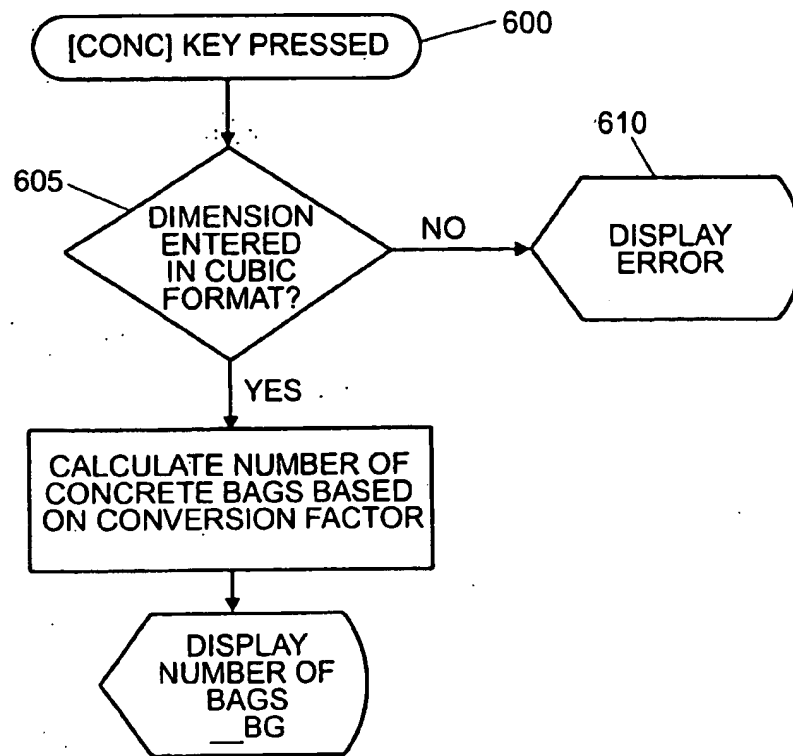 [CONC] KEY PRESSED
600
605
DIMENSION
ENTERED
IN CUBIC
FORMAT?
NO
610
DISPLAY
ERROR
YES
CALCULATE NUMBER OF
CONCRETE BAGS BASED
ON CONVERSION FACTOR
DISPLAY
NUMBER OF
BAGS
__BG